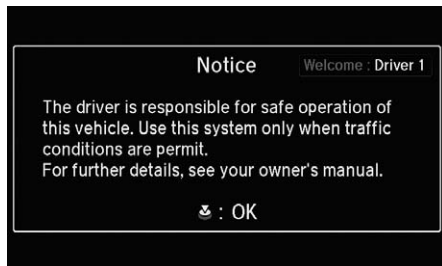 Notice
Welcome : Driver 1
The driver is responsible for safe operation of
this vehicle. Use this system only when traffic
conditions are permit.
For further details, see your owner's manual.
: OK